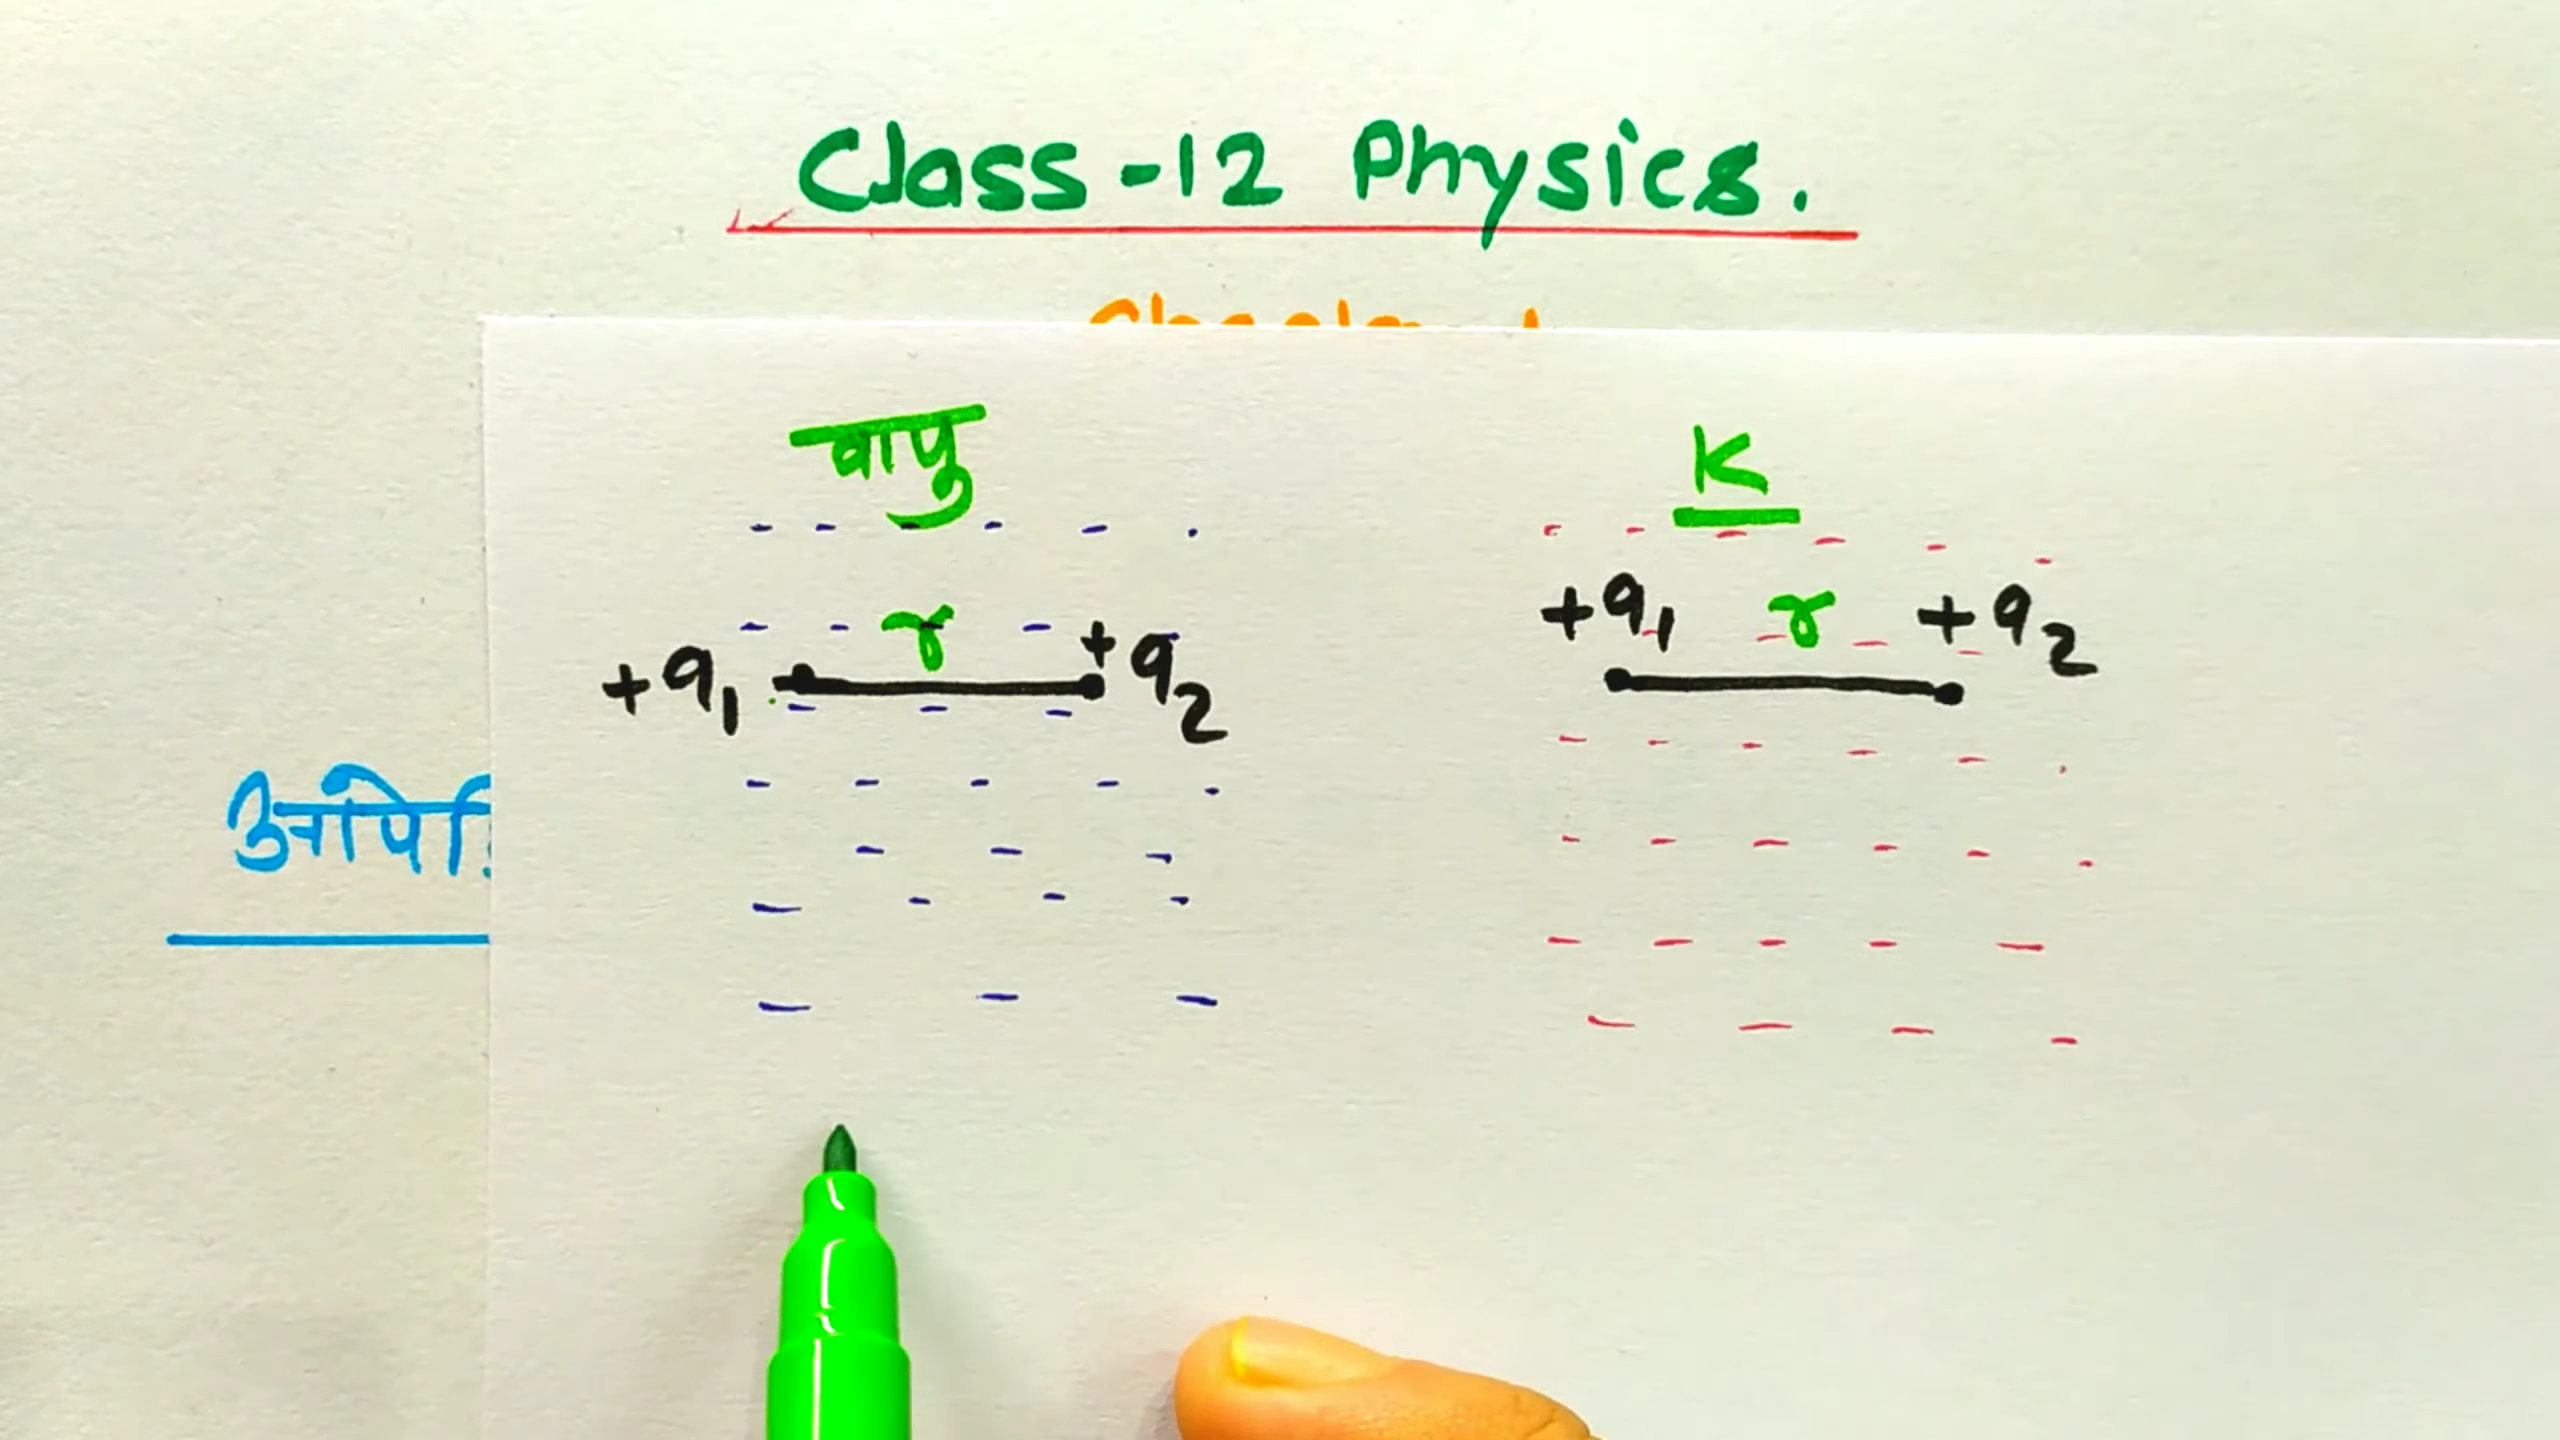 Class-12 Physics.
वायु
K
r
+q1
+q2
+q1
r
+q2